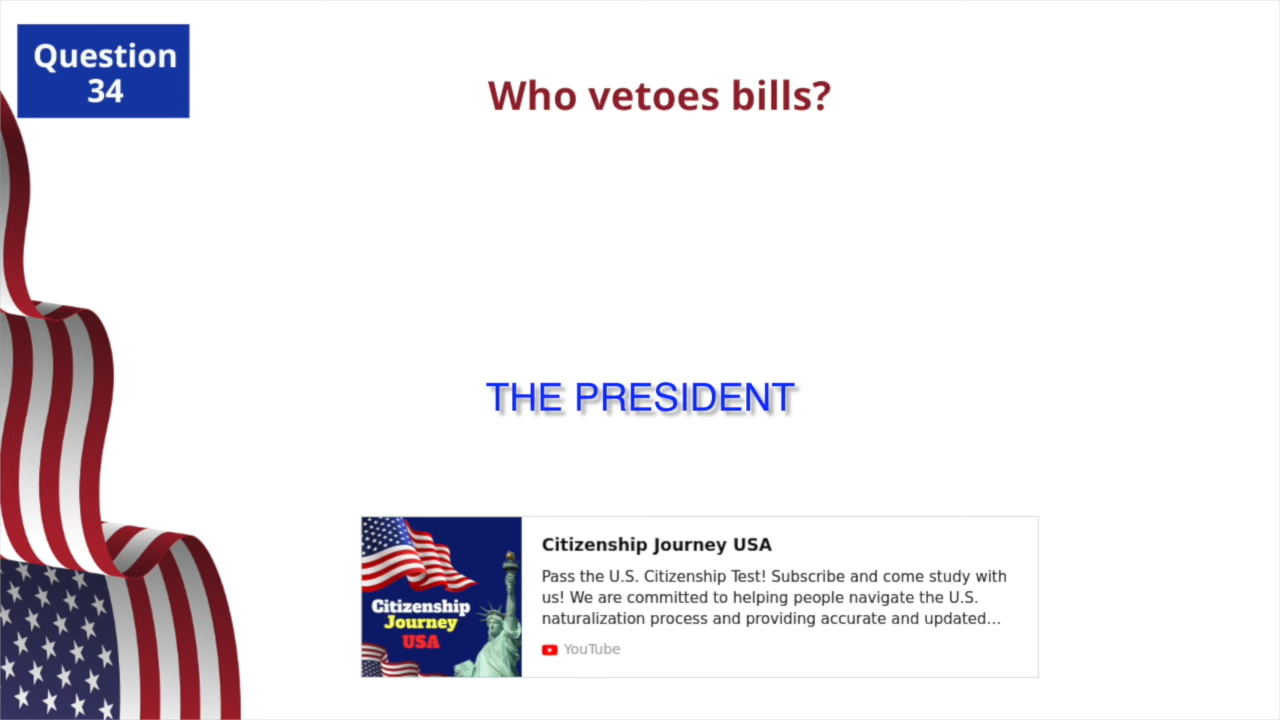 Question
34
Who vetoes bills?
THE PRESIDENT
Citizenship
Journey
USA
Citizenship Journey USA
Pass the U.S. Citizenship Test! Subscribe and come study with
us! We are committed to helping people navigate the U.S.
naturalization process and providing accurate and updated...
YouTube